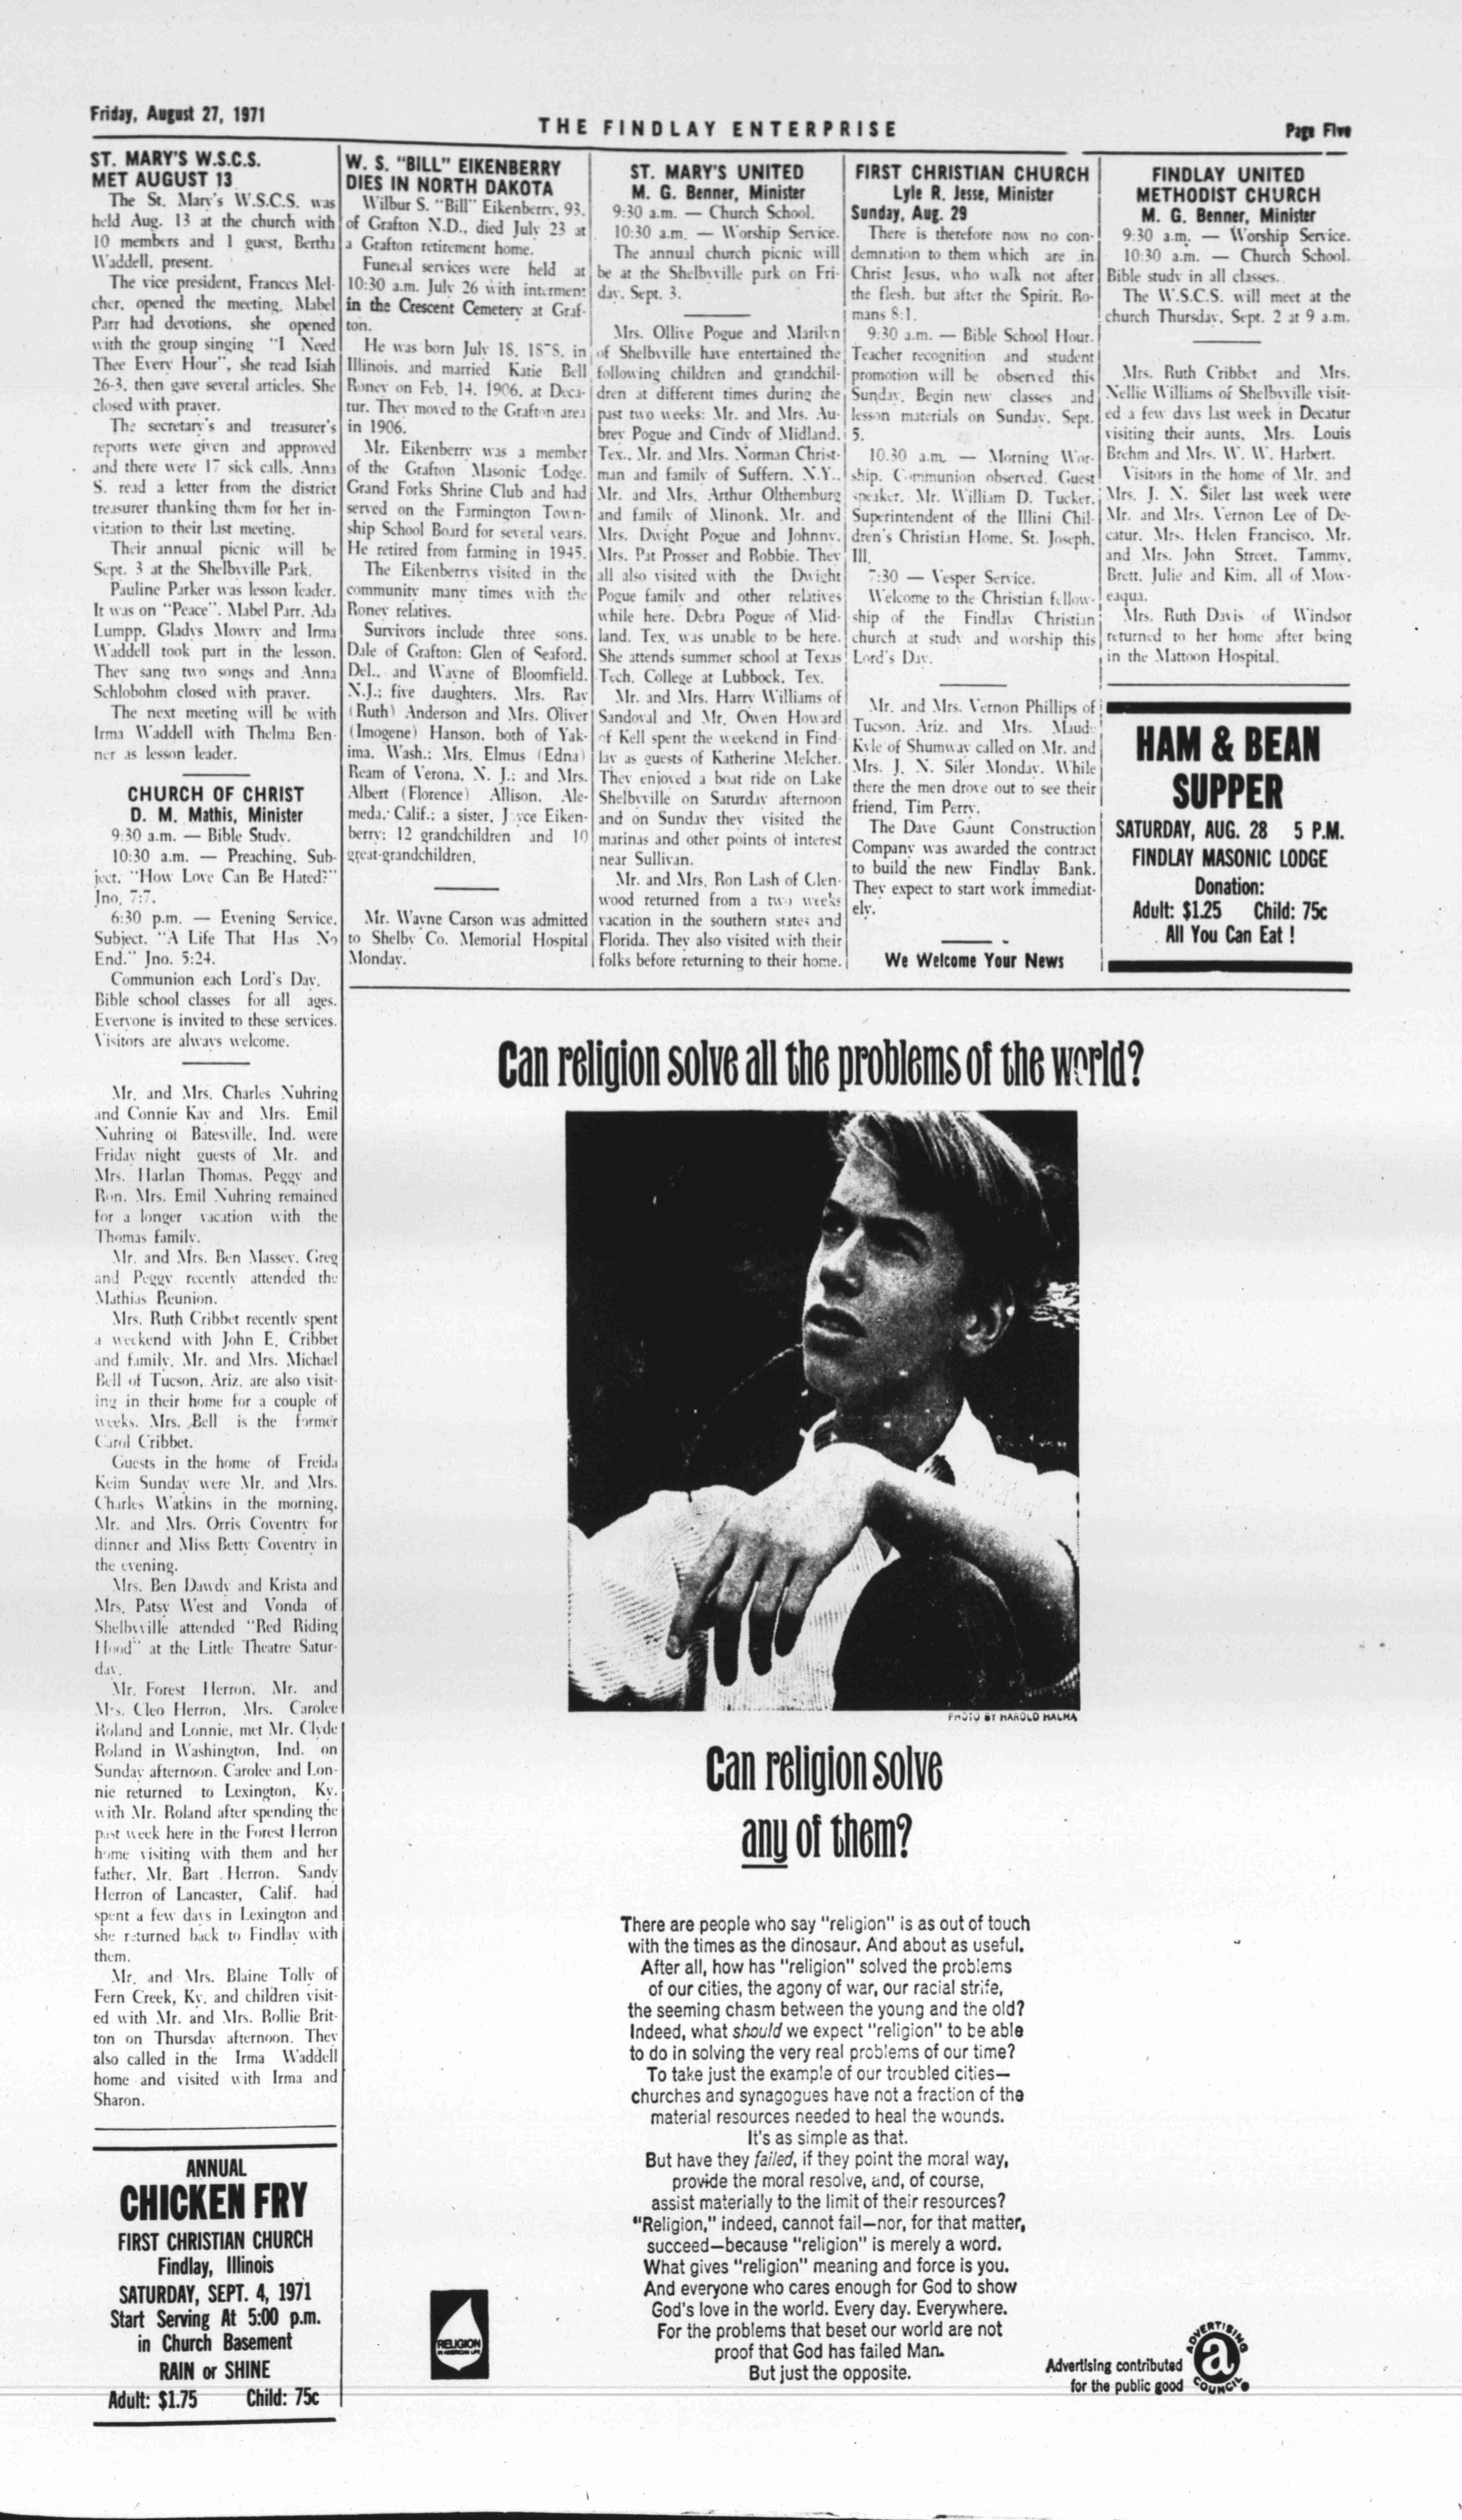 Friday, August 27, 1971
THE FINDLAY ENTERPRISE
Page Five
ST. MARY'S W.S.C.S.
MET AUGUST 13
The St. Mary's W.S.C.S. was
held Aug. 13 at the church with
10 members and 1 guest, Bertha
Waddell, present.
The vice president, Frances Mel-
cher, opened the meeting. Mabel
Parr had devotions, she opened
with the group singing "I Need
Thee Every Hour", she read Isiah
26-3, then gave several articles. She
closed with prayer.
The secretary's and treasurer's
reports were given and approved
and there were 17 sick calls. Anna
S. read a letter from the district
treasurer thanking them for her in-
vitation to their last meeting.
Their annual picnic will be
Sept. 3 at the Shelbyville Park.
Pauline Parker was lesson leader.
It was on "Peace". Mabel Parr, Ada
Lumpp, Gladys Mowry and Irma
Waddell took part in the lesson.
They sang two songs and Anna
Schlobohm closed with prayer.
The next meeting will be with
Irma Waddell with Thelma Ben-
ner as lesson leader.
CHURCH OF CHRIST
D. M. Mathis, Minister
9:30 a.m. — Bible Study.
10:30 a.m. — Preaching, Sub-
ject, "How Love Can Be Hated?"
Jno. 7:7.
6:30 p.m. — Evening Service,
Subject, "A Life That Has No
End." Jno. 5:24.
Communion each Lord's Day.
Bible school classes for all ages.
Everyone is invited to these services.
Visitors are always welcome.
Mr. and Mrs. Charles Nuhring
and Connie Kay and Mrs. Emil
Nuhring of Batesville, Ind. were
Friday night guests of Mr. and
Mrs. Harlan Thomas, Peggy and
Ron. Mrs. Emil Nuhring remained
for a longer vacation with the
Thomas family.
Mr. and Mrs. Ben Massey, Greg
and Peggy recently attended the
Mathias Reunion.
Mrs. Ruth Cribbet recently spent
a weekend with John E. Cribbet
and family. Mr. and Mrs. Michael
Bell of Tucson, Ariz. are also visit-
ing in their home for a couple of
weeks. Mrs. Bell is the former
Carol Cribbet.
Guests in the home of Freida
Keim Sunday were Mr. and Mrs.
Charles Watkins in the morning,
Mr. and Mrs. Orris Coventry for
dinner and Miss Betty Coventry in
the evening.
Mrs. Ben Dawdy and Krista and
Mrs. Patsy West and Vonda of
Shelbyville attended "Red Riding
Hood" at the Little Theatre Satur-
day.
Mr. Forest Herron, Mr. and
Mrs. Cleo Herron, Mrs. Carolee
Roland and Lonnie, met Mr. Clyde
Roland in Washington, Ind. on
Sunday afternoon. Carolee and Lon-
nie returned to Lexington, Ky.
with Mr. Roland after spending the
past week here in the Forest Herron
home visiting with them and her
father, Mr. Bart Herron. Sandy
Herron of Lancaster, Calif. had
spent a few days in Lexington and
she returned back to Findlay with
them.
Mr. and Mrs. Blaine Tolly of
Fern Creek, Ky. and children visit-
ed with Mr. and Mrs. Rollie Brit-
ton on Thursday afternoon. They
also called in the Irma Waddell
home and visited with Irma and
Sharon.
ANNUAL
CHICKEN FRY
FIRST CHRISTIAN CHURCH
Findlay, Illinois
SATURDAY, SEPT. 4, 1971
Start Serving At 5:00 p.m.
in Church Basement
RAIN or SHINE
Adult: $1.75 Child: 75c
W. S. "BILL" EIKENBERRY
DIES IN NORTH DAKOTA
Wilbur S. "Bill" Eikenberry, 93,
of Grafton N.D., died July 23 at
a Grafton retirement home.
Funeral services were held at
10:30 a.m. July 26 with interment
in the Crescent Cemetery at Graf-
ton.
He was born July 18, 1878, in
Illinois, and married Katie Bell
Roney on Feb. 14, 1906, at Deca-
tur. They moved to the Grafton area
in 1906.
Mr. Eikenberry was a member
of the Grafton Masonic Lodge,
Grand Forks Shrine Club and had
served on the Farmington Town-
ship School Board for several years.
He retired from farming in 1945.
The Eikenberrys visited in the
community many times with the
Roney relatives.
Survivors include three sons,
Dale of Grafton; Glen of Seaford,
Del., and Wayne of Bloomfield,
N.J.; five daughters, Mrs. Ray
(Ruth) Anderson and Mrs. Oliver
(Imogene) Hanson, both of Yak-
ima, Wash.; Mrs. Elmus (Edna)
Ream of Verona, N. J.; and Mrs.
Albert (Florence) Allison, Ale-
meda, Calif.; a sister, Joyce Eiken-
berry; 12 grandchildren and 10
great-grandchildren.
Mr. Wayne Carson was admitted
to Shelby Co. Memorial Hospital
Monday.
ST. MARY'S UNITED
M. G. Benner, Minister
9:30 a.m. — Church School.
10:30 a.m. — Worship Service.
The annual church picnic will
be at the Shelbyville park on Fri-
day, Sept. 3.
Mrs. Ollive Pogue and Marilyn
of Shelbyville have entertained the
following children and grandchil-
dren at different times during the
past two weeks: Mr. and Mrs. Au-
brey Pogue and Cindy of Midland,
Tex., Mr. and Mrs. Norman Christ-
man and family of Suffern, N.Y.,
Mr. and Mrs. Arthur Olthemburg
and family of Minonk, Mr. and
Mrs. Dwight Pogue and Johnny,
Mrs. Pat Prosser and Robbie. They
all also visited with the Dwight
Pogue family and other relatives
while here. Debra Pogue of Mid-
land, Tex. was unable to be here.
She attends summer school at Texas
Tech. College at Lubbock, Tex.
Mr. and Mrs. Harry Williams of
Sandoval and Mr. Owen Howard
of Kell spent the weekend in Find-
lay as guests of Katherine Melcher.
They enjoyed a boat ride on Lake
Shelbyville on Saturday afternoon
and on Sunday they visited the
marinas and other points of interest
near Sullivan.
Mr. and Mrs. Ron Lash of Glen-
wood returned from a two weeks
vacation in the southern states and
Florida. They also visited with their
folks before returning to their home.
FIRST CHRISTIAN CHURCH
Lyle R. Jesse, Minister
Sunday, Aug. 29
There is therefore now no con-
demnation to them which are in
Christ Jesus, who walk not after
the flesh, but after the Spirit. Ro-
mans 8:1.
9:30 a.m. — Bible School Hour.
Teacher recognition and student
promotion will be observed this
Sunday. Begin new classes and
lesson materials on Sunday, Sept.
5.
10:30 a.m. — Morning Wor-
ship. Communion observed. Guest
speaker, Mr. William D. Tucker,
Superintendent of the Illini Chil-
dren's Christian Home, St. Joseph,
Ill.
7:30 — Vesper Service.
Welcome to the Christian fellow-
ship of the Findlay Christian
church at study and worship this
Lord's Day.
Mr. and Mrs. Vernon Phillips of
Tucson, Ariz. and Mrs. Maude
Kyle of Shumway called on Mr. and
Mrs. J. N. Siler Monday. While
there the men drove out to see their
friend, Tim Perry.
The Dave Gaunt Construction
Company was awarded the contract
to build the new Findlay Bank.
They expect to start work immediat-
ely.
We Welcome Your News
FINDLAY UNITED
METHODIST CHURCH
M. G. Benner, Minister
9:30 a.m. — Worship Service.
10:30 a.m. — Church School.
Bible study in all classes.
The W.S.C.S. will meet at the
church Thursday, Sept. 2 at 9 a.m.
Mrs. Ruth Cribbet and Mrs.
Nellie Williams of Shelbyville visit-
ed a few days last week in Decatur
visiting their aunts, Mrs. Louis
Brehm and Mrs. W. W. Harbert.
Visitors in the home of Mr. and
Mrs. J. N. Siler last week were
Mr. and Mrs. Vernon Lee of De-
catur, Mrs. Helen Francisco, Mr.
and Mrs. John Street, Tammy,
Brett, Julie and Kim, all of Mow-
eaqua.
Mrs. Ruth Davis of Windsor
returned to her home after being
in the Mattoon Hospital.
HAM & BEAN
SUPPER
SATURDAY, AUG. 28 5 P.M.
FINDLAY MASONIC LODGE
Donation:
Adult: $1.25 Child: 75c
All You Can Eat !
Can religion solve all the problems of the world?
PHOTO BY HAROLD HALMA
Can religion solve
any of them?
There are people who say "religion" is as out of touch
with the times as the dinosaur. And about as useful.
After all, how has "religion" solved the problems
of our cities, the agony of war, our racial strife,
the seeming chasm between the young and the old?
Indeed, what should we expect "religion" to be able
to do in solving the very real problems of our time?
To take just the example of our troubled cities—
churches and synagogues have not a fraction of the
material resources needed to heal the wounds.
It's as simple as that.
But have they failed, if they point the moral way,
provide the moral resolve, and, of course,
assist materially to the limit of their resources?
"Religion," indeed, cannot fail—nor, for that matter,
succeed—because "religion" is merely a word.
What gives "religion" meaning and force is you.
And everyone who cares enough for God to show
God's love in the world. Every day. Everywhere.
For the problems that beset our world are not
proof that God has failed Man.
But just the opposite.
RELIGION
IN AMERICAN LIFE
Advertising contributed
for the public good
ADVERTISING
a
COUNCIL